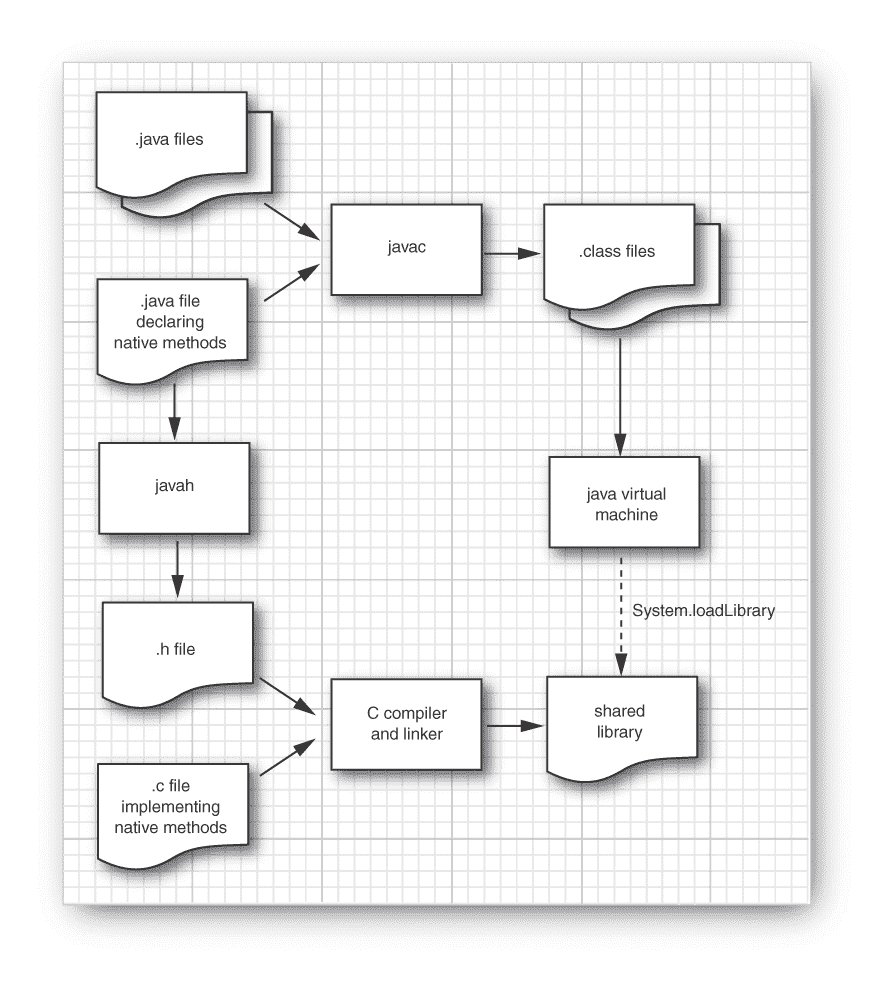 .java files
javac
.class files
.java file
declaring
native methods
javah
java virtual
machine
System.loadLibrary
.h file
C compiler
and linker
shared
library
.c file
implementing
native methods